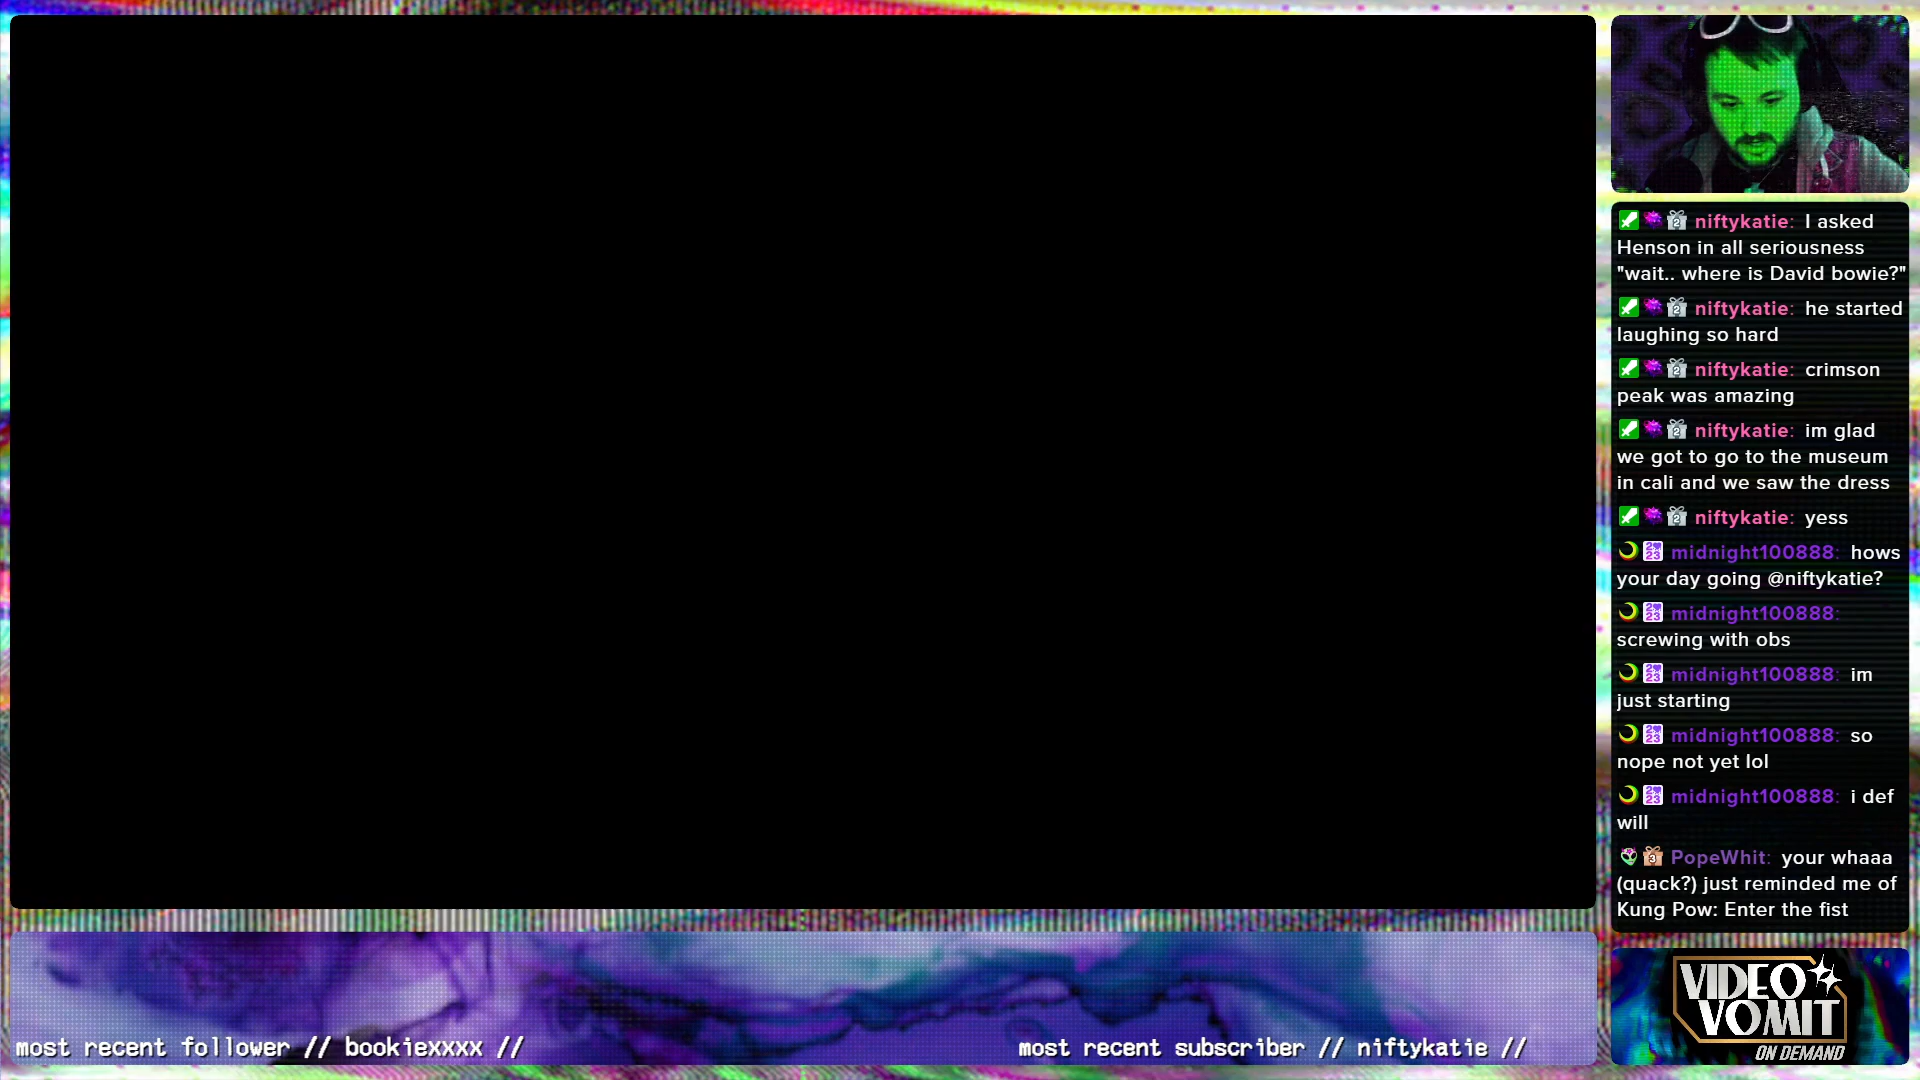 niftykatie: I asked
Henson in all seriousness
"wait.. where is David bowie?"
niftykatie: he started
laughing so hard
niftykatie: crimson
peak was amazing
niftykatie: im glad
we got to go to the museum
in cali and we saw the dress
niftykatie: yess
midnight100888: hows
your day going @niftykatie?
midnight100888:
screwing with obs
midnight100888: im
just starting
midnight100888: so
nope not yet lol
midnight100888: i def
will
PopeWhit: your whaaa
(quack?) just reminded me of
Kung Pow: Enter the fist
VIDEO
VOMIT
ON DEMAND
most recent follower // bookiexxxx //
most recent subscriber // niftykatie //